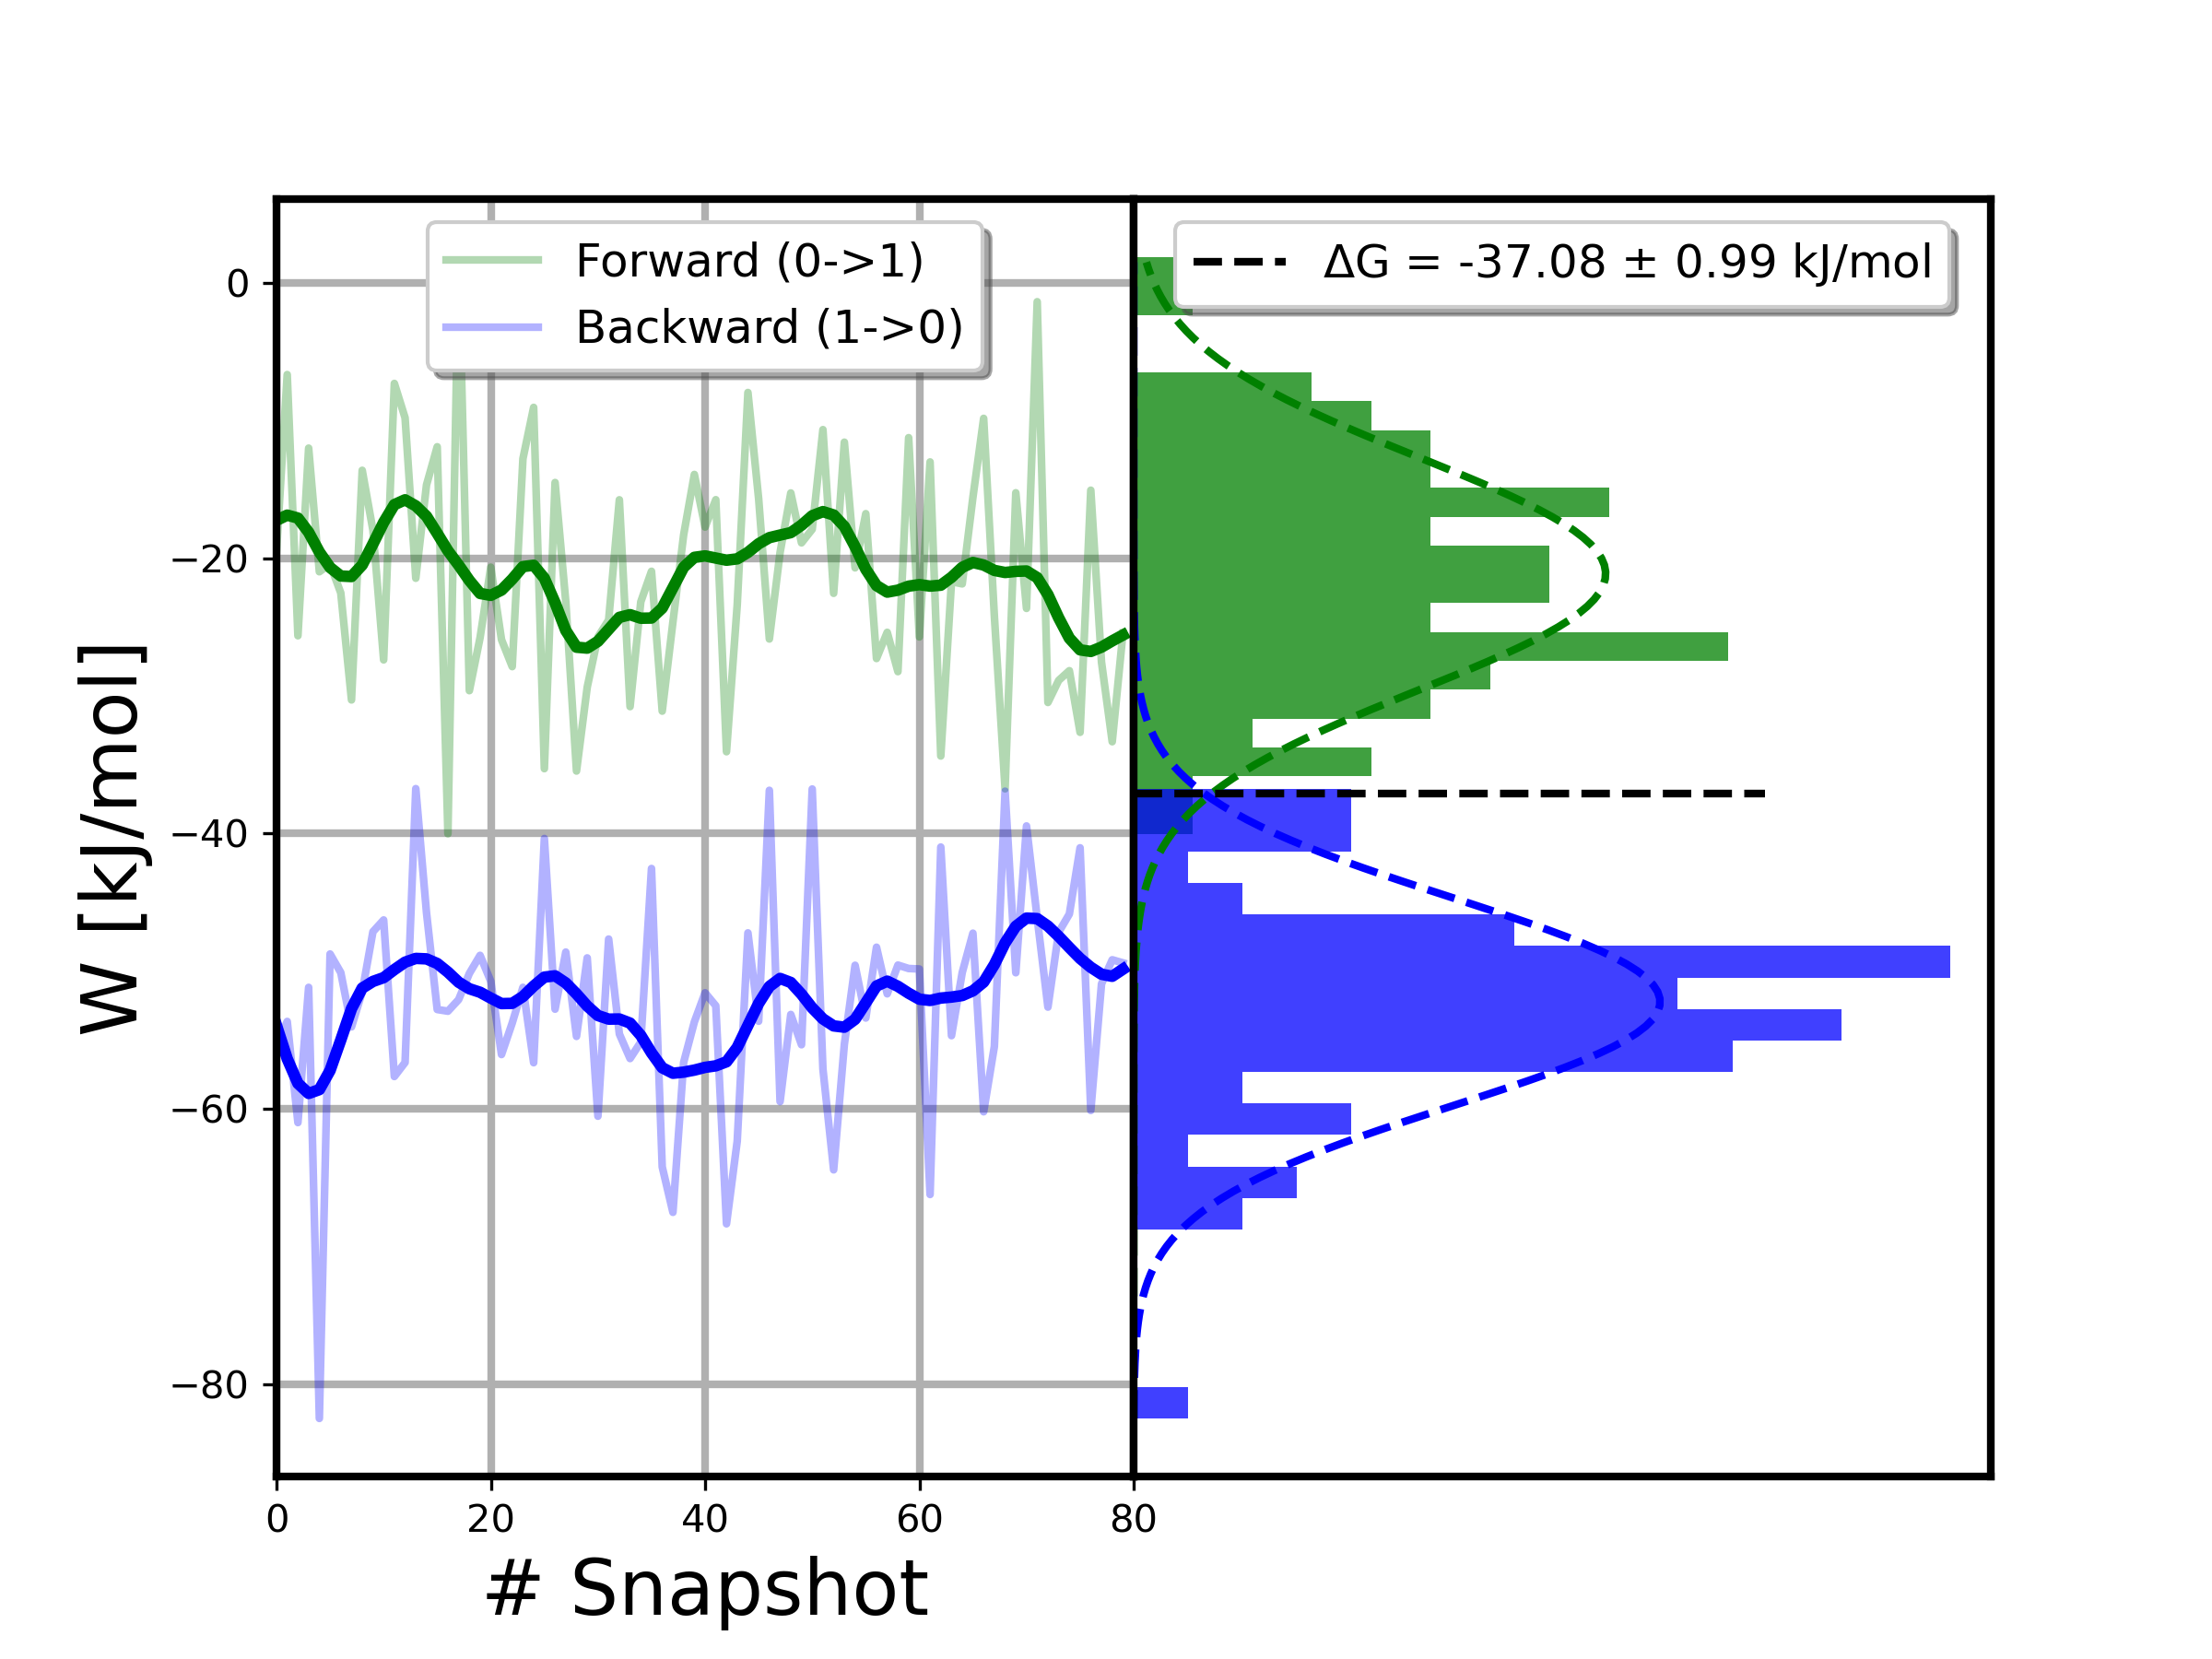 Forward (0->1)
Backward (1->0)
ΔG = -37.08 ± 0.99 kJ/mol
W [kJ/mol]
0
−20
−40
−60
−80
0 20 40 60 80
# Snapshot